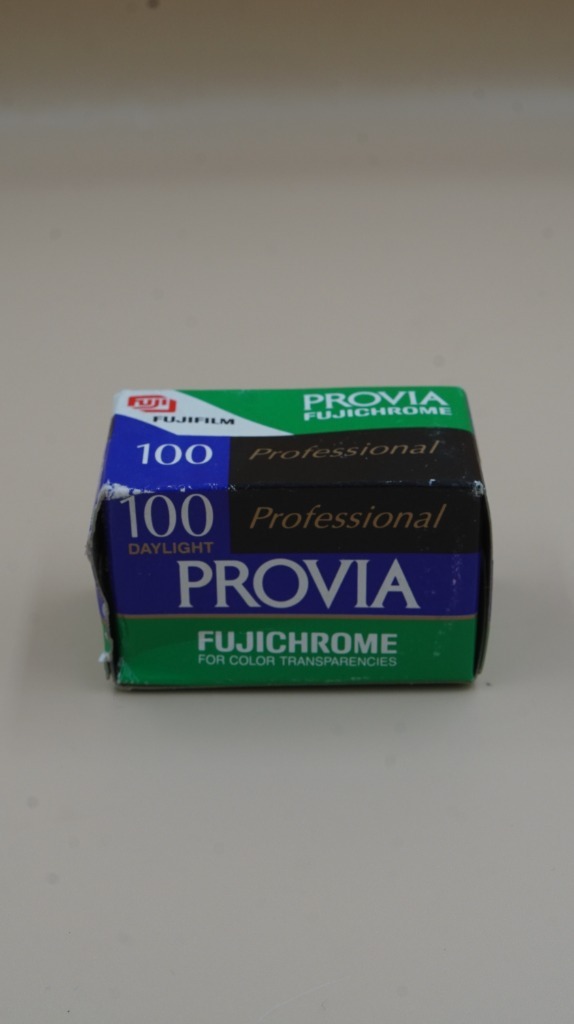 FUJI
FUJIFILM
PROVIA
FUJICHROME
100 Professional
100 Professional
DAYLIGHT
PROVIA
FUJICHROME
FOR COLOR TRANSPARENCIES